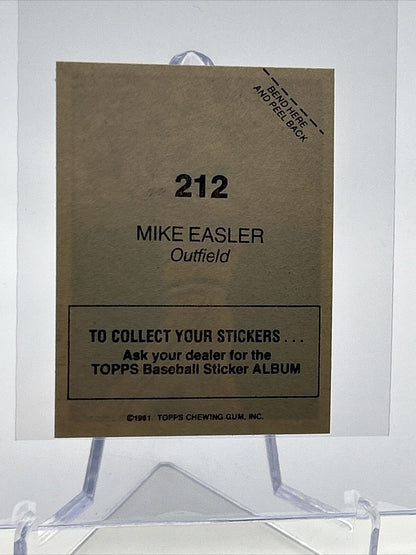 BEND HERE
AND PEEL BACK
212
MIKE EASLER
Outfield
TO COLLECT YOUR STICKERS . . .
Ask your dealer for the
TOPPS Baseball Sticker ALBUM
©1981 TOPPS CHEWING GUM, INC.